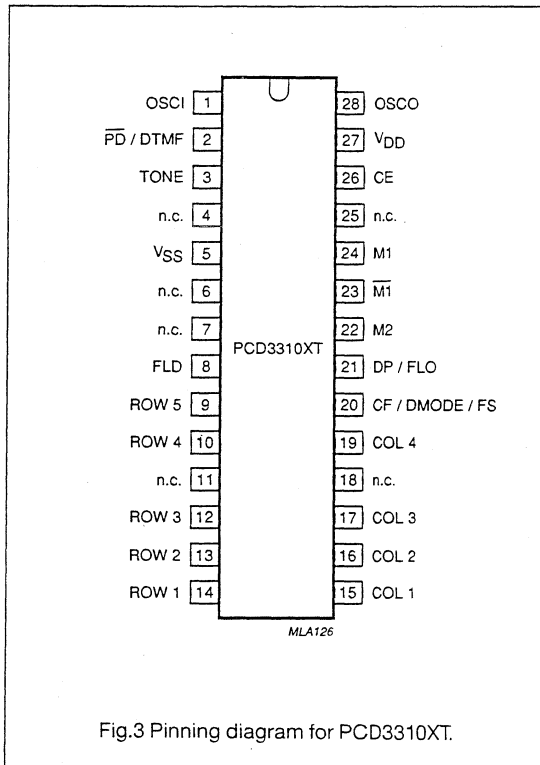 OSCI 1 28 OSCO
P̅D̅ / DTMF 2 27 VDD
TONE 3 26 CE
n.c. 4 25 n.c.
VSS 5 24 M1
n.c. 6 23 M̅1̅
n.c. 7 22 M2
PCD3310XT
FLD 8 21 DP / FLO
ROW 5 9 20 CF / DMODE / FS
ROW 4 10 19 COL 4
n.c. 11 18 n.c.
ROW 3 12 17 COL 3
ROW 2 13 16 COL 2
ROW 1 14 15 COL 1
MLA126
Fig.3 Pinning diagram for PCD3310XT.